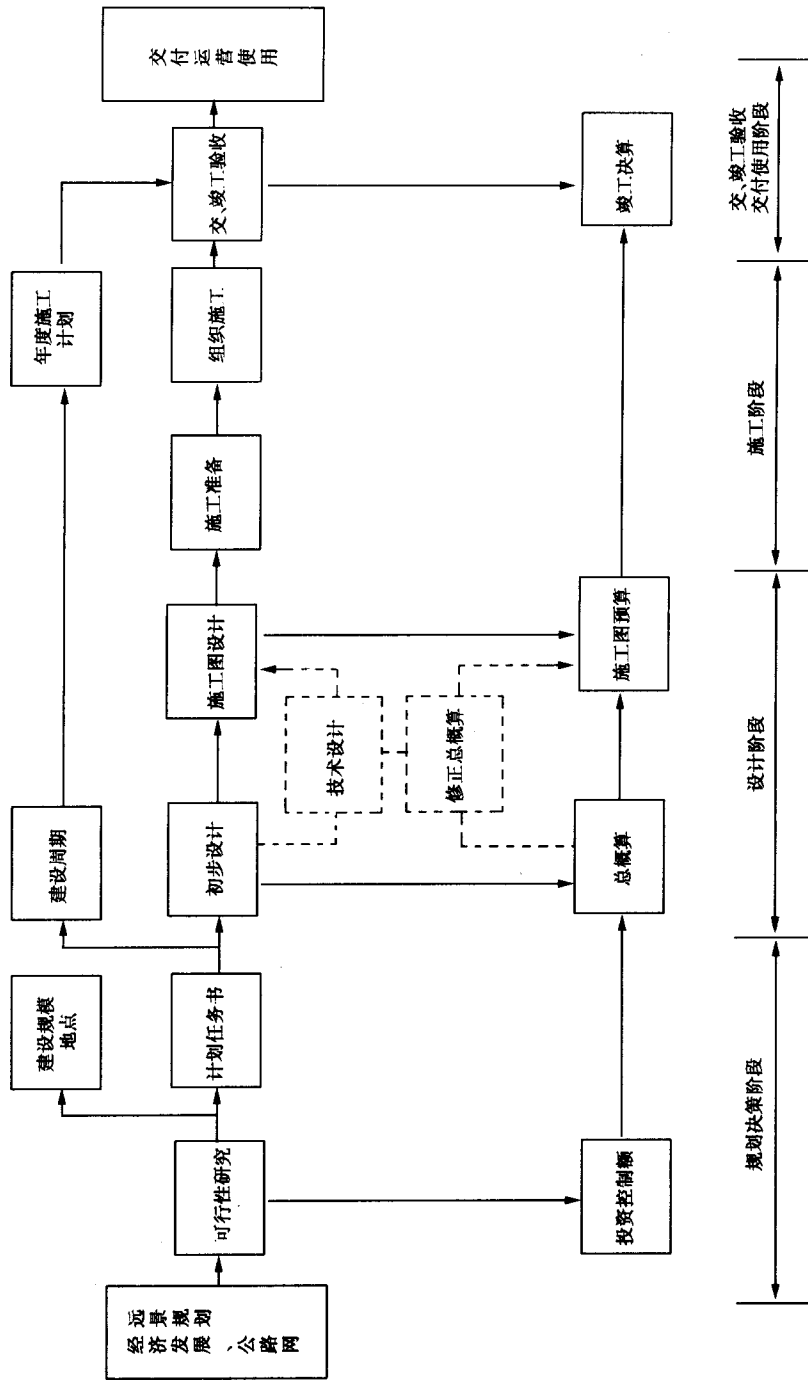 建设规模
地点
建设周期
年度施工
计划
远景规划
经济发展、公路网
可行性研究
计划任务书
初步设计
施工图设计
施工准备
组织施工
交、竣工验收
交付运营使用
技术设计
修正总概算
投资控制额
总概算
施工图预算
竣工决算
规划决策阶段
设计阶段
施工阶段
交、竣工验收
交付使用阶段